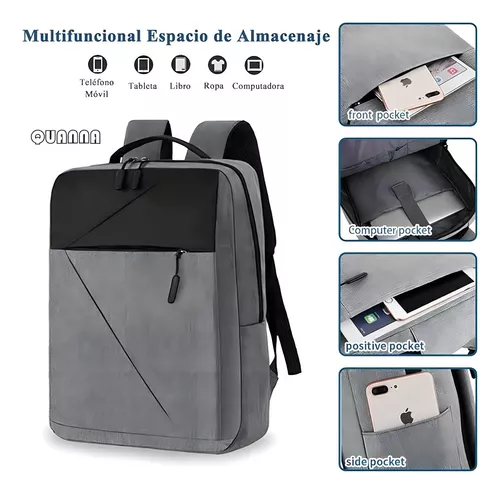 Multifuncional Espacio de Almacenaje
Teléfono
Móvil
Tableta
Libro
Ropa
Computadora
QUANNA
front pocket
Computer pocket
positive pocket
side pocket